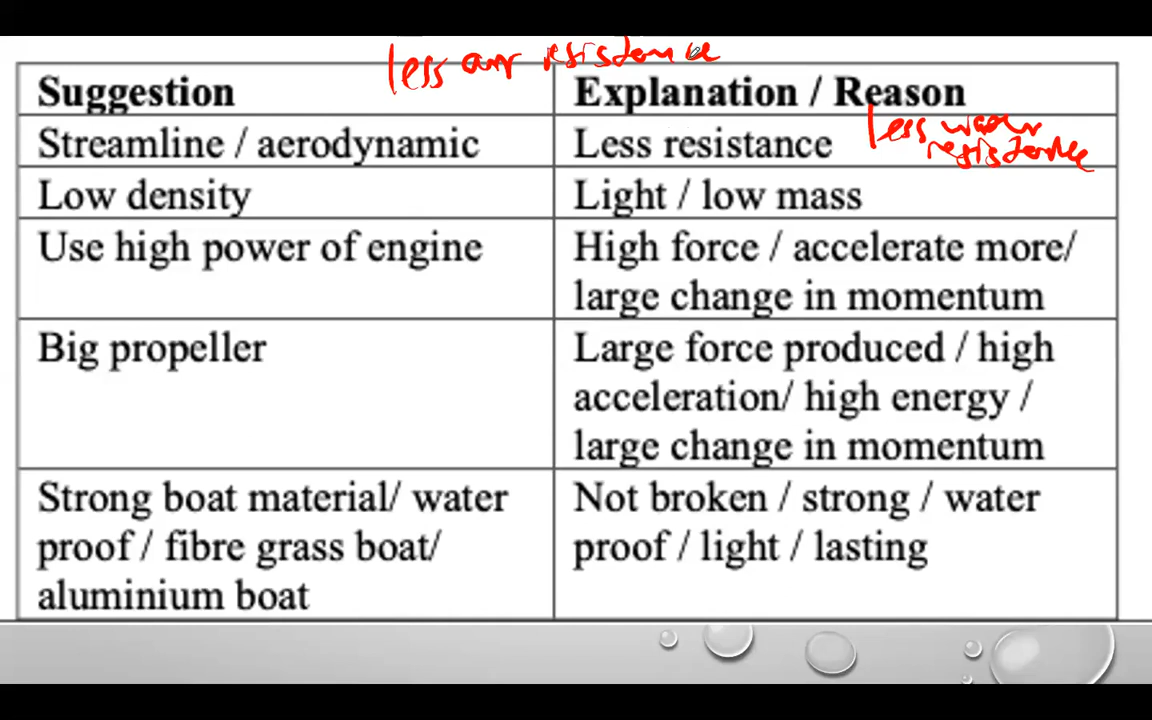 less air resistance
Suggestion
Explanation / Reason
Streamline / aerodynamic
Less resistance
less water
resistance
Low density
Light / low mass
Use high power of engine
High force / accelerate more/
large change in momentum
Big propeller
Large force produced / high
acceleration/ high energy /
large change in momentum
Strong boat material/ water
proof / fibre grass boat/
aluminium boat
Not broken / strong / water
proof / light / lasting